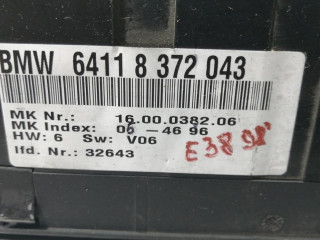 BMW 6411 8 372 043
MK Nr.: 16.00.0382.06
MK Index: 06 -46 96
HW: 6 Sw: V06
lfd. Nr.: 32643
E38 98'